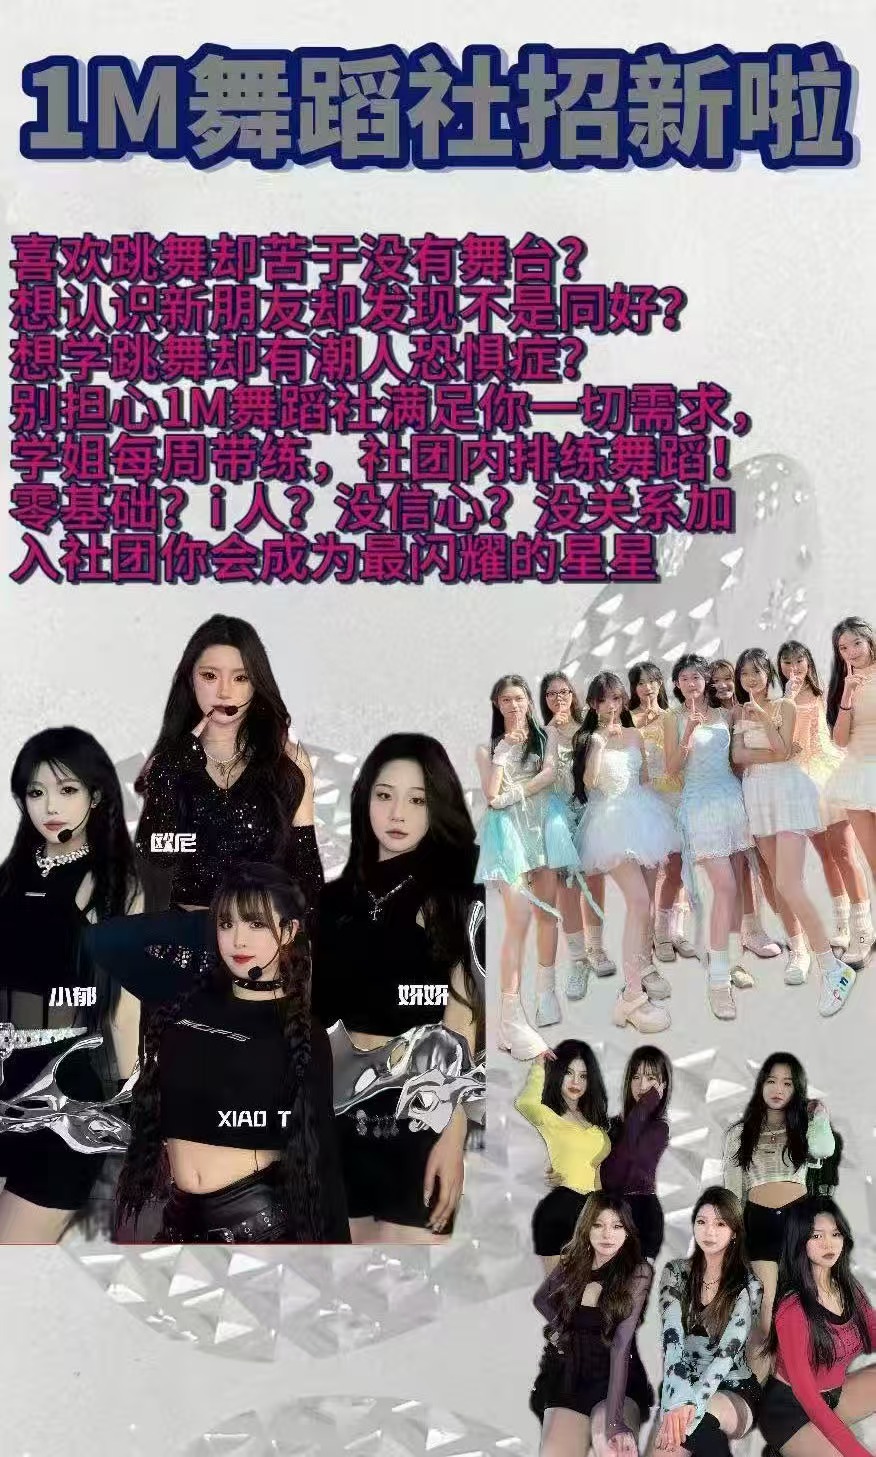 1M舞蹈社招新啦
喜欢跳舞却苦于没有舞台？
想认识新朋友却发现不是同好？
想学跳舞却有潮人恐惧症？
别担心1M舞蹈社满足你一切需求，
学姐每周带练，社团内排练舞蹈！
零基础？i人？没信心？没关系加
入社团你会成为最闪耀的星星
欧尼
小郁
妍妍
XIAO T